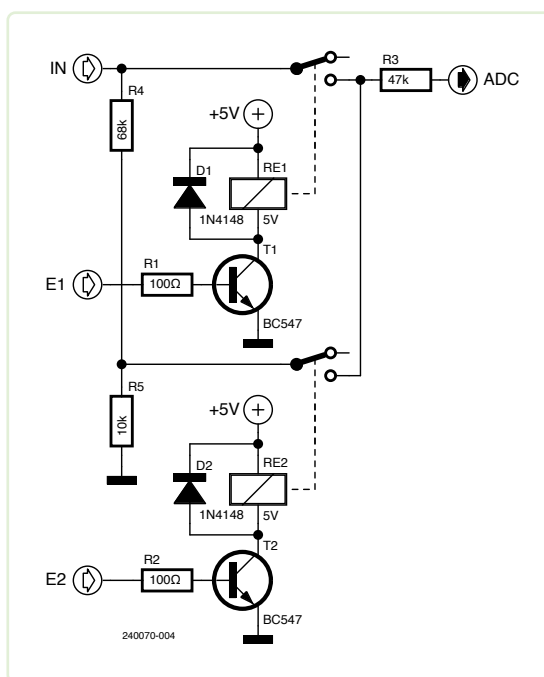 IN
R4
68k
R3
47k
ADC
+5V
D1
1N4148
RE1
5V
T1
E1
R1
100Ω
BC547
R5
10k
+5V
D2
1N4148
RE2
5V
T2
E2
R2
100Ω
BC547
240070-004